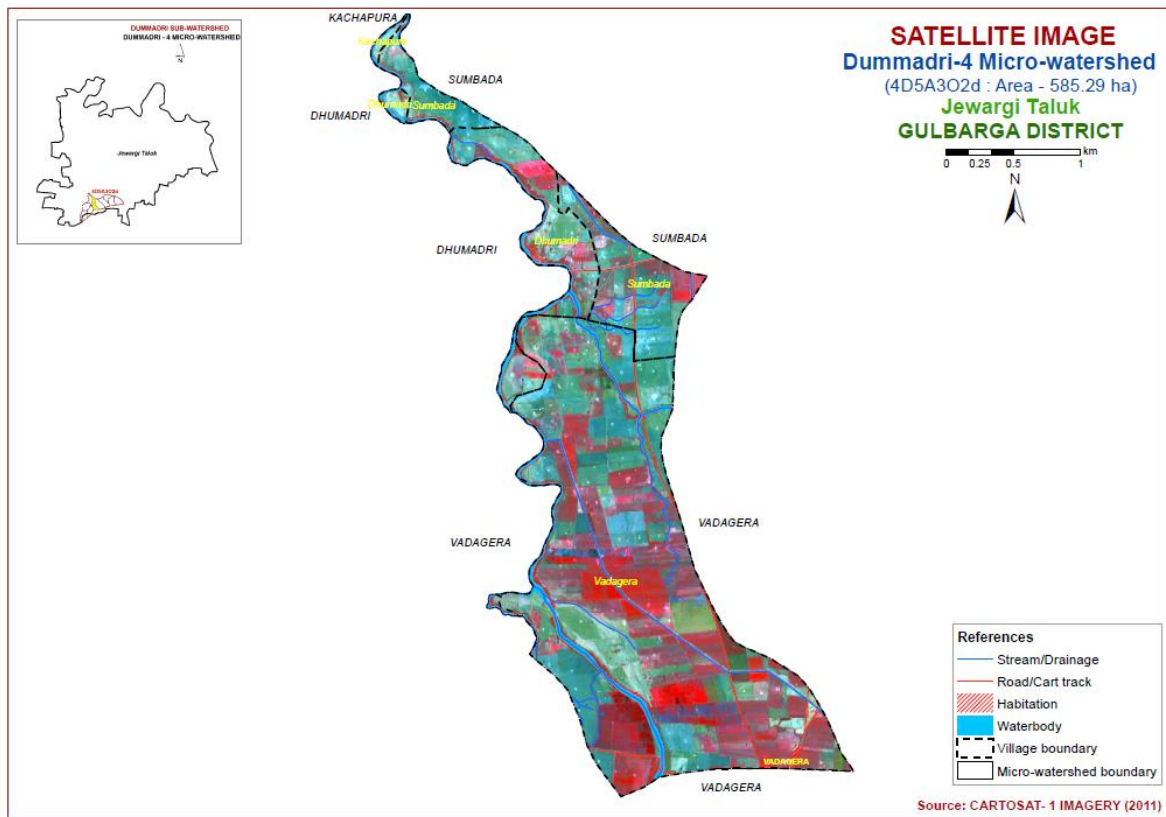 DUMMADRI SUB-WATERSHED
DUMMADRI - 4 MICRO-WATERSHED
N
Jewargi Taluk
4D5A3O2d
SATELLITE IMAGE
Dummadri-4 Micro-watershed
(4D5A3O2d : Area - 585.29 ha)
Jewargi Taluk
GULBARGA DISTRICT
km
0 0.25 0.5 1
N
KACHAPURA
Kachapura
SUMBADA
Dhumadri
Sumbada
DHUMADRI
Dhumadri
SUMBADA
DHUMADRI
Sumbada
VADAGERA
VADAGERA
Vadagera
VADAGERA
VADAGERA
References
Stream/Drainage
Road/Cart track
Habitation
Waterbody
Village boundary
Micro-watershed boundary
Source: CARTOSAT- 1 IMAGERY (2011)